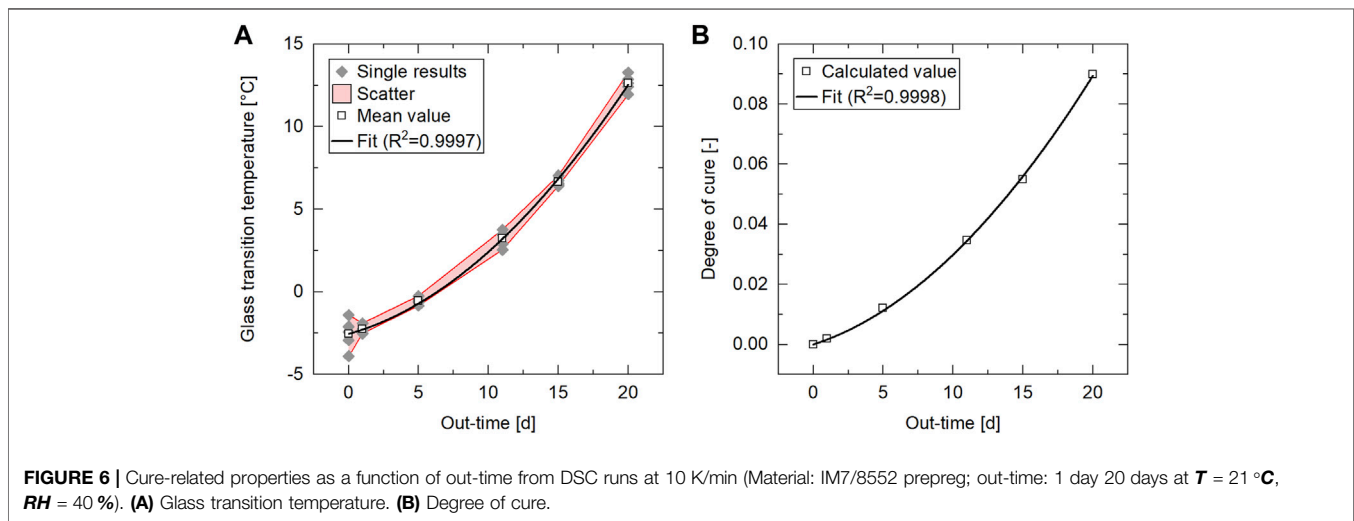 A
Glass transition temperature [°C]
15
10
5
0
-5
Single results
Scatter
Mean value
Fit (R²=0.9997)
0 5 10 15 20
Out-time [d]
B
Degree of cure [-]
0.10
0.08
0.06
0.04
0.02
0.00
Calculated value
Fit (R²=0.9998)
0 5 10 15 20
Out-time [d]
FIGURE 6 | Cure-related properties as a function of out-time from DSC runs at 10 K/min (Material: IM7/8552 prepreg; out-time: 1 day 20 days at T = 21 °C,
RH = 40 %). (A) Glass transition temperature. (B) Degree of cure.